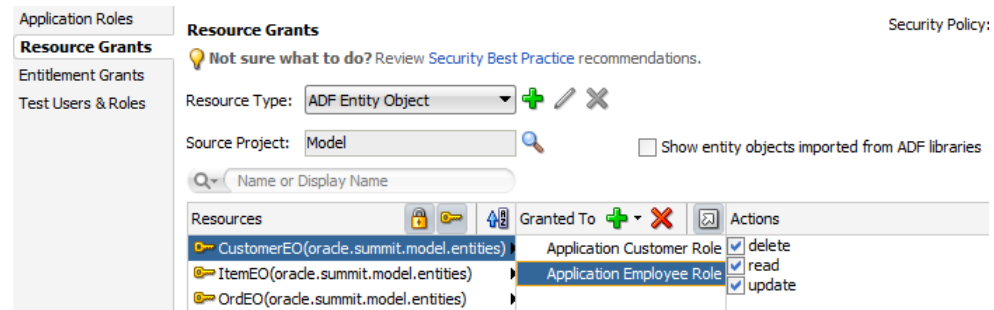 Application Roles
Resource Grants
Entitlement Grants
Test Users & Roles
Resource Grants
Security Policy:
Not sure what to do? Review Security Best Practice recommendations.
Resource Type: ADF Entity Object
Source Project: Model
Show entity objects imported from ADF libraries
Name or Display Name
Resources Granted To Actions
CustomerEO(oracle.summit.model.entities) Application Customer Role delete
ItemEO(oracle.summit.model.entities) Application Employee Role read
OrdEO(oracle.summit.model.entities) update